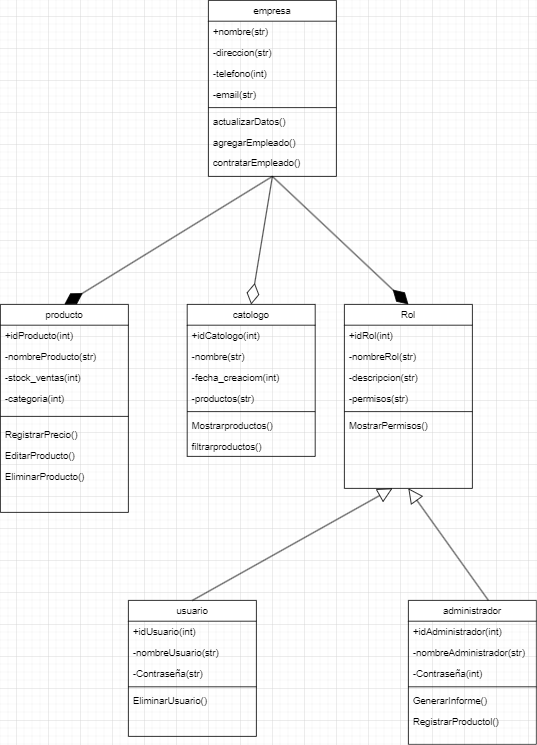 empresa
+nombre(str)
-direccion(str)
-telefono(int)
-email(str)
actualizarDatos()
agregarEmpleado()
contratarEmpleado()
producto
+idProducto(int)
-nombreProducto(str)
-stock_ventas(int)
-categoria(int)
RegistrarPrecio()
EditarProducto()
EliminarProducto()
catologo
+idCatologo(int)
-nombre(str)
-fecha_creaciom(int)
-productos(str)
Mostrarproductos()
filtrarproductos()
Rol
+idRol(int)
-nombreRol(str)
-descripcion(str)
-permisos(str)
MostrarPermisos()
usuario
+idUsuario(int)
-nombreUsuario(str)
-Contraseña(str)
EliminarUsuario()
administrador
+idAdministrador(int)
-nombreAdministrador(str)
-Contraseña(int)
GenerarInforme()
RegistrarProductol()